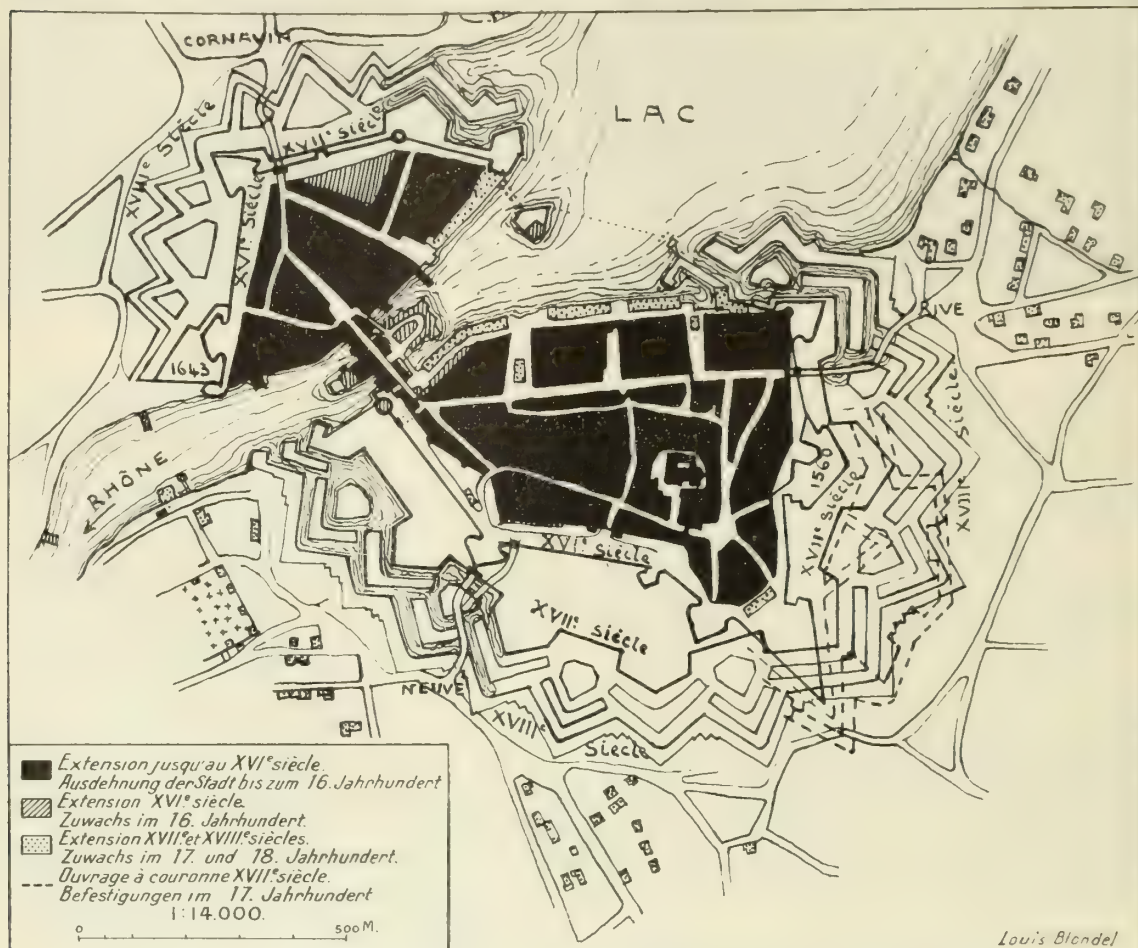 CORNAVIN
LAC
XVIIIe Siècle
XVIIe Siècle
XVIe Siècle
1643
RHÔNE
RIVE
1560
XVIIe Siècle
XVIIIe Siècle
XVIe Siècle
XVIIe Siècle
NEUVE
XVIIIe
Siècle
Extension jusqu'au XVIe siècle.
Ausdehnung der Stadt bis zum 16. Jahrhundert
Extension XVIe siècle.
Zuwachs im 16. Jahrhundert.
Extension XVIIe et XVIIIe siècles.
Zuwachs im 17. und 18. Jahrhundert.
Ouvrage à couronne XVIIe siècle.
Befestigungen im 17. Jahrhundert
1:14.000.
0 500 M.
Louis Blondel